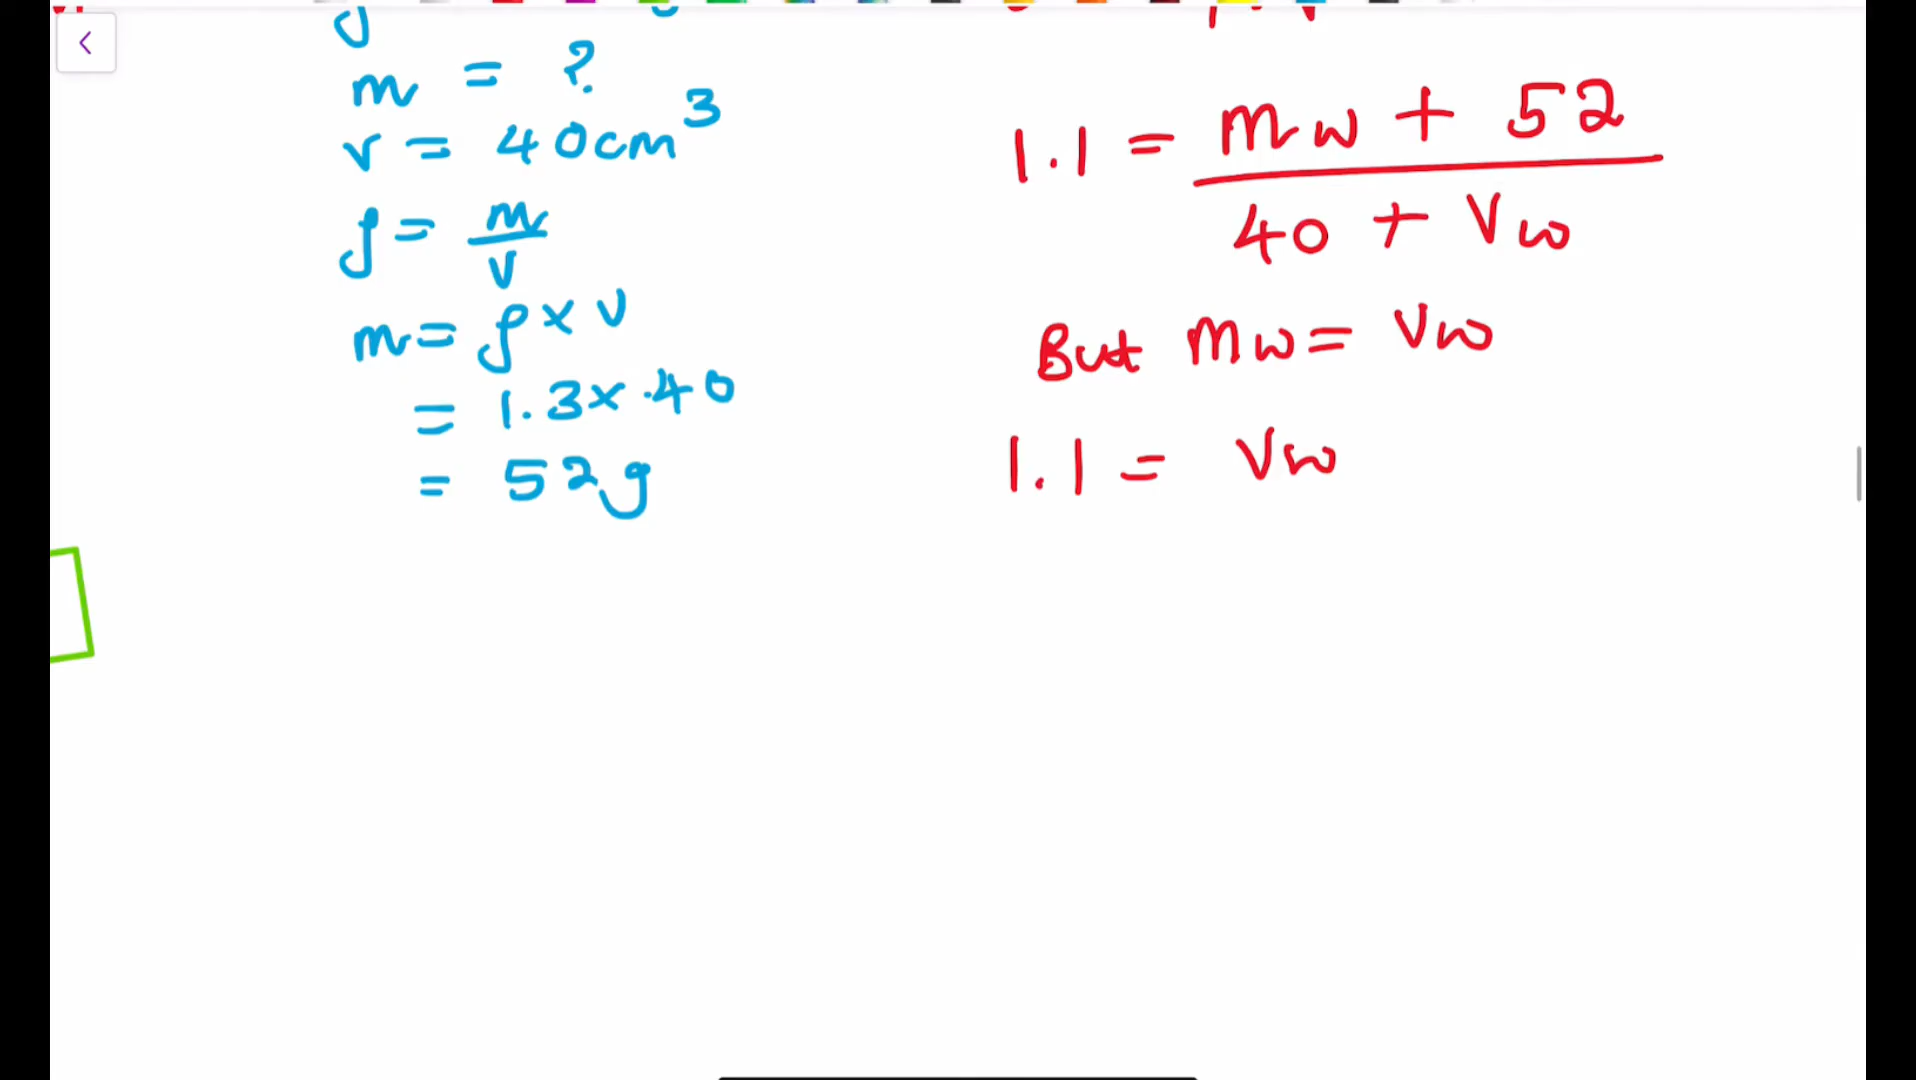 m = ?
v = 40cm³
ρ = m/v
m = ρ x v
= 1.3 x .40
= 52g
1.1 = mw + 52 / 40 + Vw
But mw = Vw
1.1 = Vw